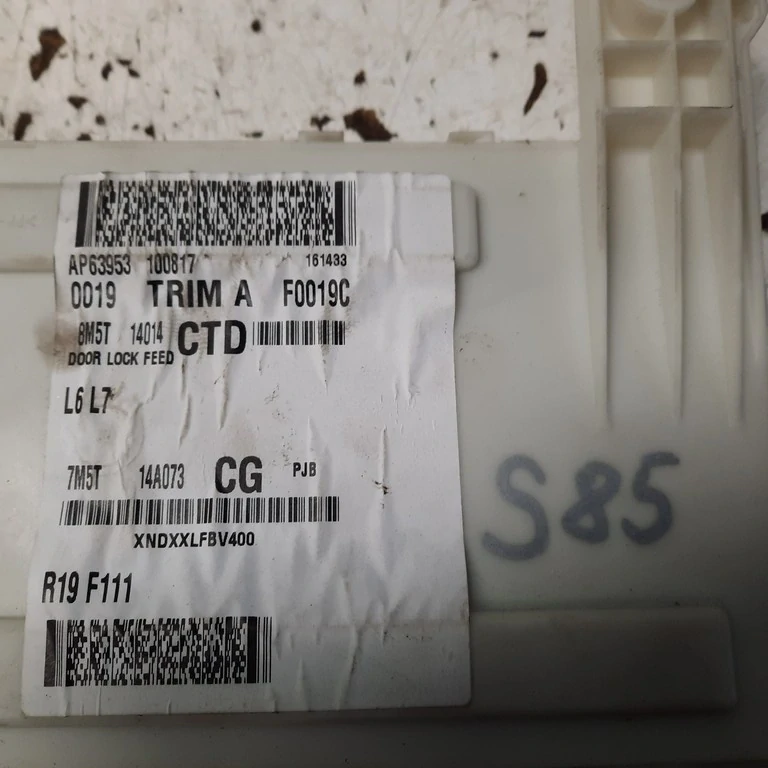 AP63953 100817 161433
0019 TRIM A F0019C
8M5T 14014 CTD
DOOR LOCK FEED
L6 L7
7M5T 14A073 CG PJB
XNDXXLFBV400
R19 F111
S85